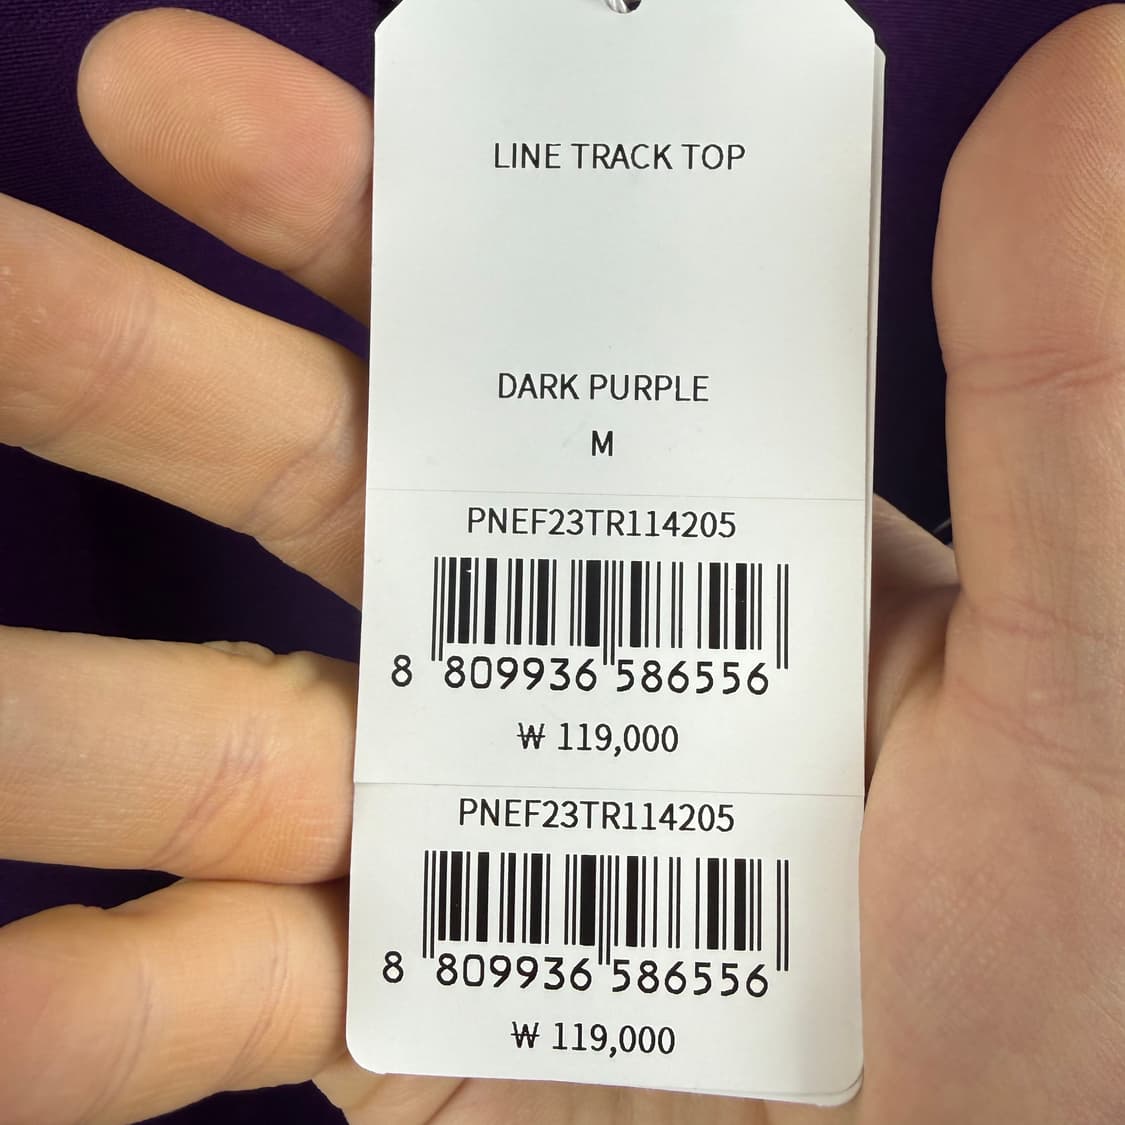 LINE TRACK TOP
DARK PURPLE
M
PNEF23TR114205
8 809936 586556
₩ 119,000
PNEF23TR114205
8 809936 586556
₩ 119,000